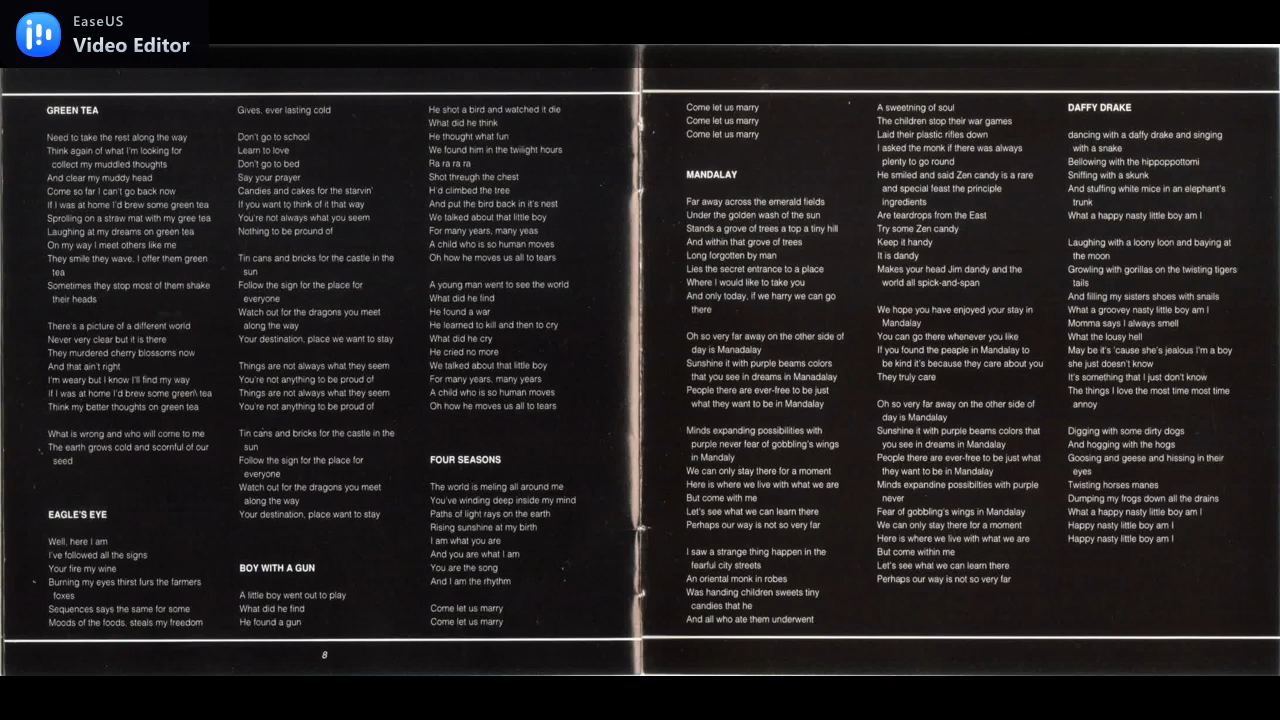 EaseUS
Video Editor
GREEN TEA
Need to take the rest along the way
Think again of what I'm looking for
collect my muddled thoughts
And clear my muddy head
Come so far I can't go back now
If I was at home I'd brew some green tea
Sprolling on a straw mat with my gree tea
Laughing at my dreams on green tea
On my way I meet others like me
They smile they wave, I offer them green
tea
Sometimes they stop most of them shake
their heads
There's a picture of a different world
Never very clear but it is there
They murdered cherry blossoms now
And that ain't right
I'm weary but I know I'll find my way
If I was at home I'd brew some green tea
Think my better thoughts on green tea
What is wrong and who will come to me
The earth grows cold and scornful of our
seed
EAGLE'S EYE
Well, here I am
I've followed all the signs
Your fire my wine
Burning my eyes thirst furs the farmers
foxes
Sequences says the same for some
Moods of the foods, steals my freedom
Gives, ever lasting cold
Don't go to school
Learn to love
Don't go to bed
Say your prayer
Candies and cakes for the starvin'
If you want to think of it that way
You're not always what you seem
Nothing to be pround of
Tin cans and bricks for the castle in the
sun
Follow the sign for the place for
everyone
Watch out for the dragons you meet
along the way
Your destination, place we want to stay
Things are not always what they seem
You're not anything to be proud of
Things are not always what they seem
You're not anything to be proud of
Tin cans and bricks for the castle in the
sun
Follow the sign for the place for
everyone
Watch out for the dragons you meet
along the way
Your destination, place want to stay
BOY WITH A GUN
A little boy went out to play
What did he find
He found a gun
He shot a bird and watched it die
What did he think
He thought what fun
We found him in the twilight hours
Ra ra ra ra
Shot through the chest
H'd climbed the tree
And put the bird back in it's nest
We talked about that little boy
For many years, many yeas
A child who is so human moves
Oh how he moves us all to tears
A young man went to see the world
What did he find
He found a war
He learned to kill and then to cry
What did he cry
He cried no more
We talked about that little boy
For many years, many years
A child who is so human moves
Oh how he moves us all to tears
FOUR SEASONS
The world is meling all around me
You've winding deep inside my mind
Paths of light rays on the earth
Rising sunshine at my birth
I am what you are
And you are what I am
You are the song
And I am the rhythm
Come let us marry
Come let us marry
8
Come let us marry
Come let us marry
Come let us marry
MANDALAY
Far away across the emerald fields
Under the golden wash of the sun
Stands a grove of trees a top a tiny hill
And within that grove of trees
Long forgotten by man
Lies the secret entrance to a place
Where I would like to take you
And only today, if we harry we can go
there
Oh so very far away on the other side of
day is Manadalay
Sunshine it with purple beams colors
that you see in dreams in Manadalay
People there are ever-free to be just
what they want to be in Mandalay
Minds expanding possibilities with
purple never fear of gobbling's wings
in Mandaly
We can only stay there for a moment
Here is where we live with what we are
But come with me
Let's see what we can learn there
Perhaps our way is not so very far
I saw a strange thing happen in the
fearful city streets
An oriental monk in robes
Was handing children sweets tiny
candies that he
And all who ate them underwent
A sweetning of soul
The children stop their war games
Laid their plastic rifles down
I asked the monk if there was always
plenty to go round
He smiled and said Zen candy is a rare
and special feast the principle
ingredients
Are teardrops from the East
Try some Zen candy
Keep it handy
It is dandy
Makes your head Jim dandy and the
world all spick-and-span
We hope you have enjoyed your stay in
Mandalay
You can go there whenever you like
If you found the peaple in Mandalay to
be kind it's because they care about you
They truly care
Oh so very far away on the other side of
day is Mandalay
Sunshine it with purple beams colors that
you see in dreams in Mandalay
People there are ever-free to be just what
they want to be in Mandalay
Minds expandine possibilties with purple
never
Fear of gobbling's wings in Mandalay
We can only stay there for a moment
Here is where we live with what we are
But come within me
Let's see what we can learn there
Perhaps our way is not so very far
DAFFY DRAKE
dancing with a daffy drake and singing
with a snake
Bellowing with the hippoppottomi
Sniffing with a skunk
And stuffing white mice in an elephant's
trunk
What a happy nasty little boy am I
Laughing with a loony loon and baying at
the moon
Growling with gorillas on the twisting tigers
tails
And filling my sisters shoes with snails
What a groovey nasty little boy am I
Momma says I always smell
What the lousy hell
May be it's 'cause she's jealous I'm a boy
she just doesn't know
It's something that I just don't know
The things I love the most time most time
annoy
Digging with some dirty dogs
And hogging with the hogs
Goosing and geese and hissing in their
eyes
Twisting horses manes
Dumping my frogs down all the drains
What a happy nasty little boy am I
Happy nasty little boy am I
Happy nasty little boy am I